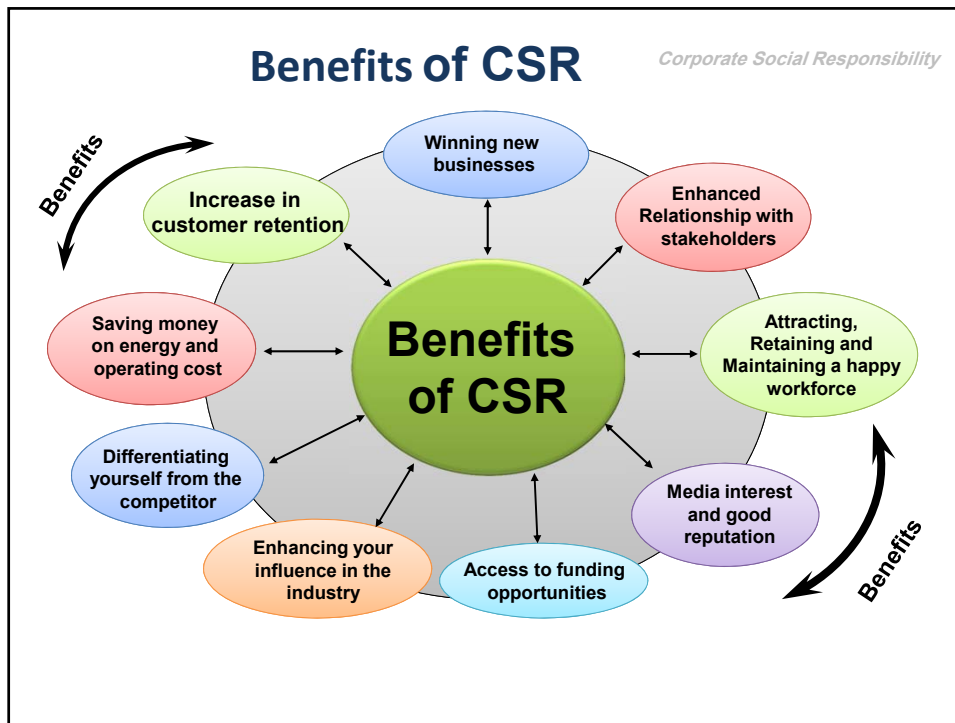 Benefits of CSR
Corporate Social Responsibility
Benefits
Winning new
businesses
Increase in
customer retention
Enhanced
Relationship with
stakeholders
Saving money
on energy and
operating cost
Benefits
of CSR
Attracting,
Retaining and
Maintaining a happy
workforce
Differentiating
yourself from the
competitor
Media interest
and good
reputation
Enhancing your
influence in the
industry
Access to funding
opportunities
Benefits